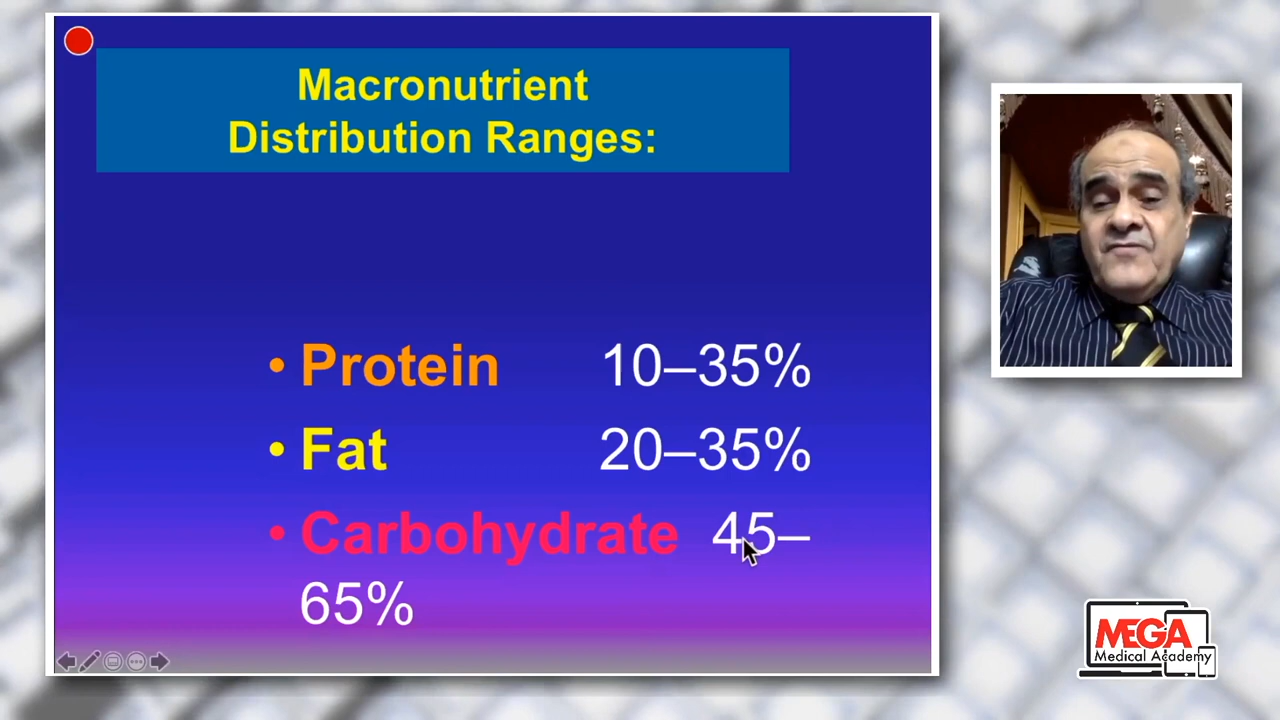 Macronutrient
Distribution Ranges:
• Protein 10–35%
• Fat 20–35%
• Carbohydrate 45–
65%
MEGA
Medical Academy